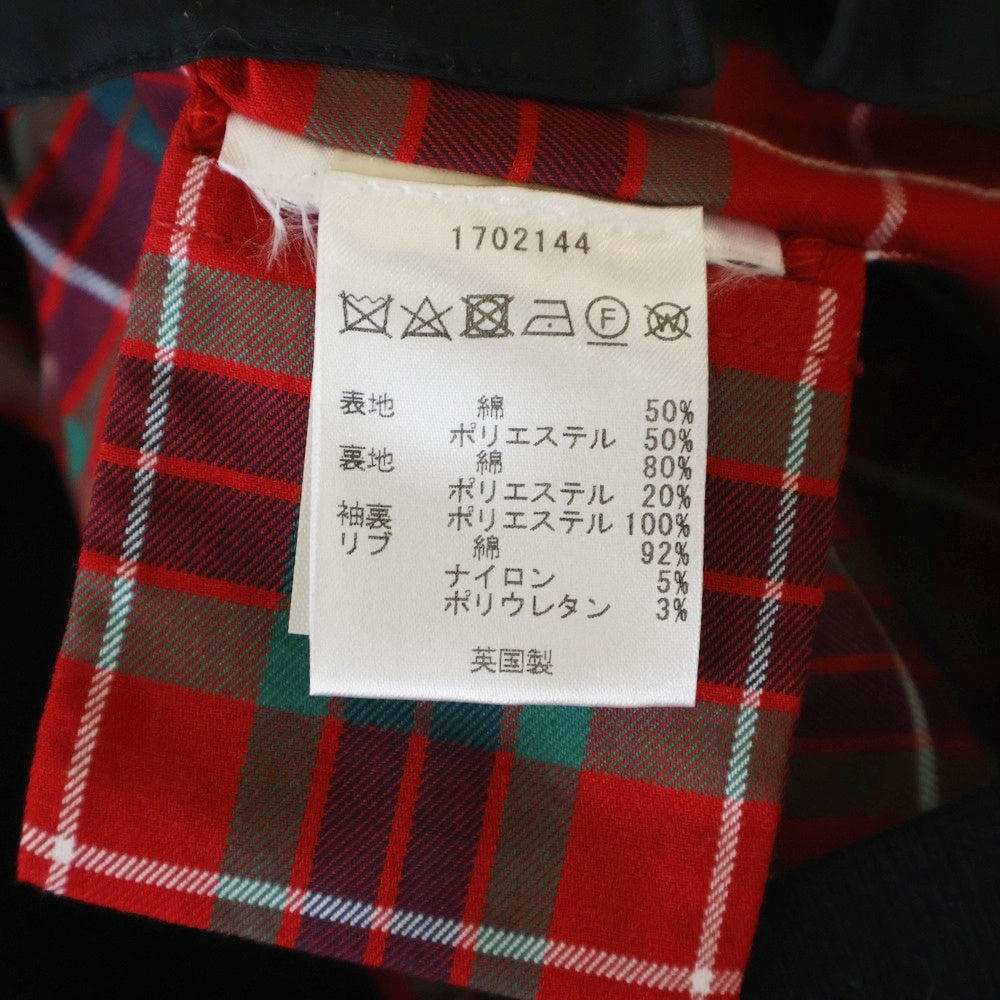 1702144
F W
表地 綿 50%
ポリエステル 50%
裏地 綿 80%
ポリエステル 20%
袖裏 ポリエステル 100%
リブ 綿 92%
ナイロン 5%
ポリウレタン 3%
英国製